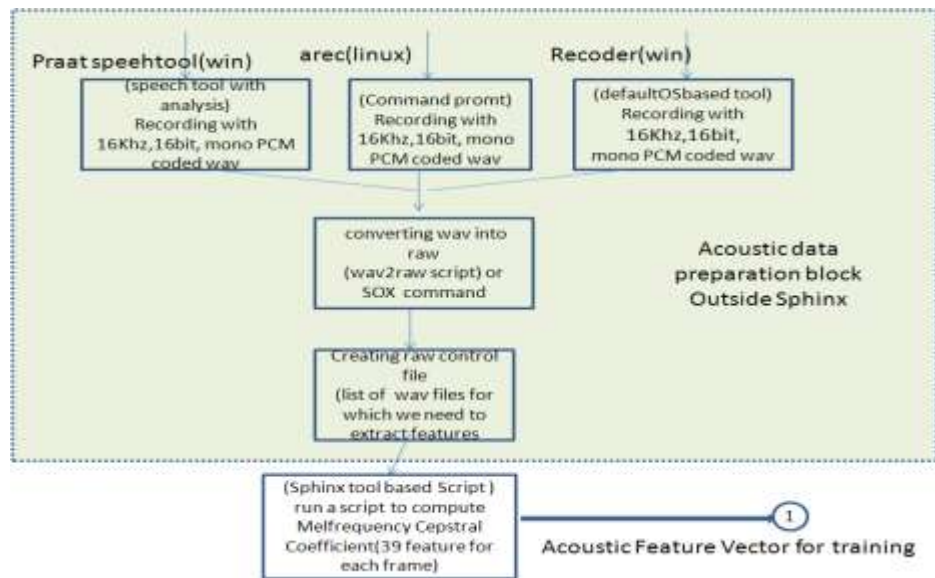 Praat speehtool(win)
arec(linux)
Recoder(win)
(speech tool with
analysis)
Recording with
16Khz,16bit, mono PCM
coded wav
(Command promt)
Recording with
16Khz,16bit, mono
PCM coded wav
(defaultOSbased tool)
Recording with
16Khz,16bit,
mono PCM coded wav
converting wav into
raw
(wav2raw script) or
SOX command
Acoustic data
preparation block
Outside Sphinx
Creating raw control
file
(list of wav files for
which we need to
extract features
(Sphinx tool based Script )
run a script to compute
Melfrequency Cepstral
Coefficient(39 feature for
each frame)
1
Acoustic Feature Vector for training